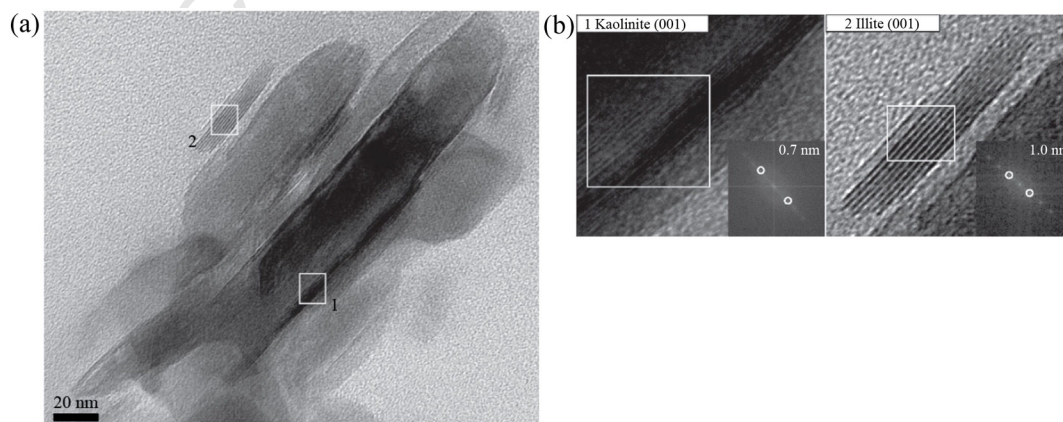 (a)
2
1
20 nm
(b)
1 Kaolinite (001)
0.7 nm
2 Illite (001)
1.0 nm